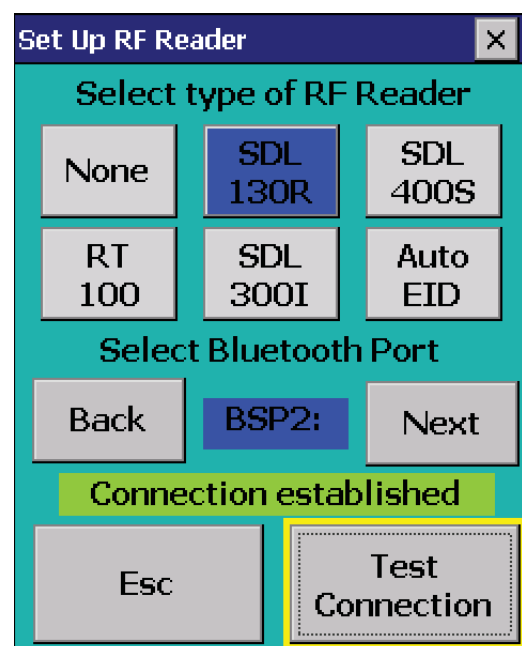 Set Up RF Reader
Select type of RF Reader
None
SDL
130R
SDL
400S
RT
100
SDL
300I
Auto
EID
Select Bluetooth Port
Back
BSP2:
Next
Connection established
Esc
Test
Connection